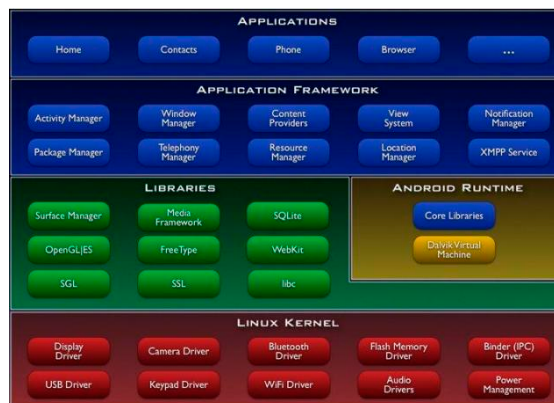 APPLICATIONS
Home Contacts Phone Browser ...
APPLICATION FRAMEWORK
Activity Manager Window Manager Content Providers View System Notification Manager
Package Manager Telephony Manager Resource Manager Location Manager XMPP Service
LIBRARIES
Surface Manager Media Framework SQLite
OpenGL|ES FreeType WebKit
SGL SSL libc
ANDROID RUNTIME
Core Libraries
Dalvik Virtual Machine
LINUX KERNEL
Display Driver Camera Driver Bluetooth Driver Flash Memory Driver Binder (IPC) Driver
USB Driver Keypad Driver WiFi Driver Audio Drivers Power Management